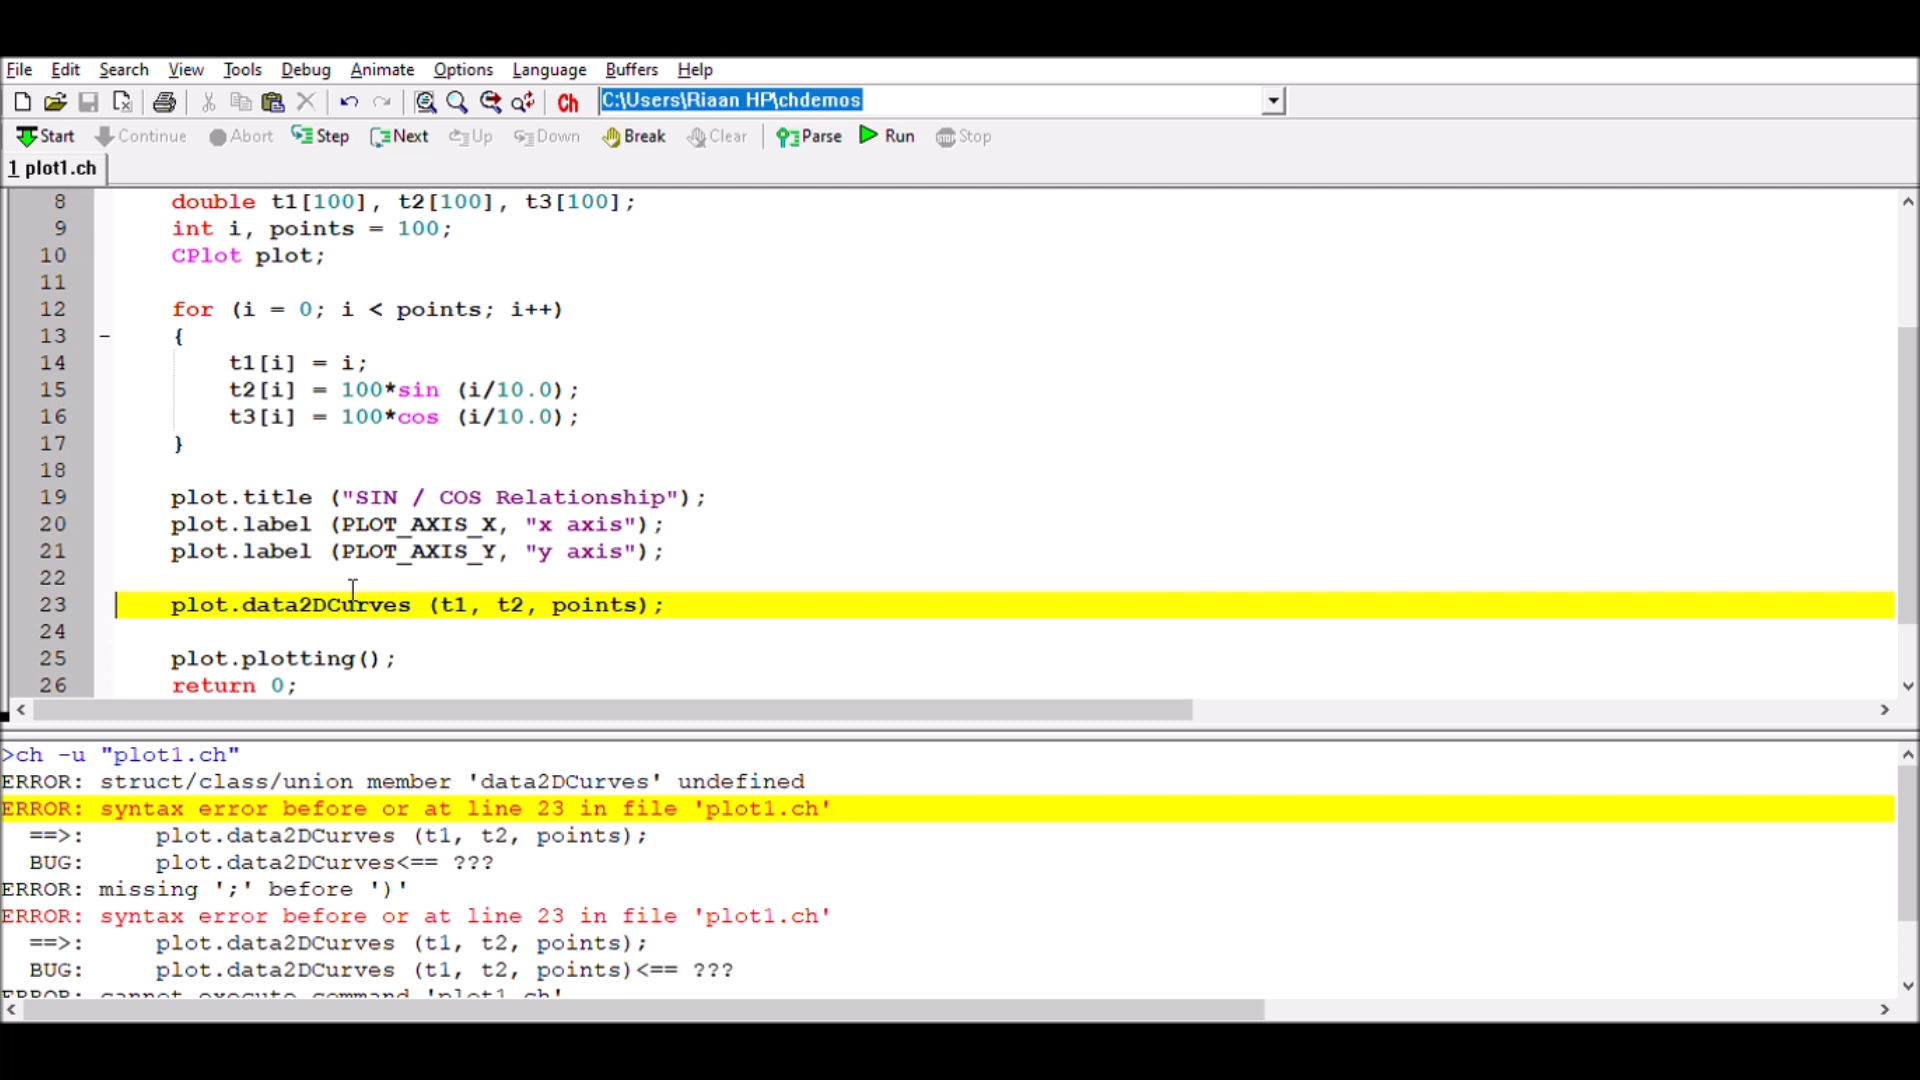 File Edit Search View Tools Debug Animate Options Language Buffers Help
Ch C:\Users\Riaan HP\chdemos
Start Continue Abort Step Next Up Down Break Clear Parse Run Stop
1 plot1.ch
8 double t1[100], t2[100], t3[100];
9 int i, points = 100;
10 CPlot plot;
11
12 for (i = 0; i < points; i++)
13 {
14 t1[i] = i;
15 t2[i] = 100*sin (i/10.0);
16 t3[i] = 100*cos (i/10.0);
17 }
18
19 plot.title ("SIN / COS Relationship");
20 plot.label (PLOT_AXIS_X, "x axis");
21 plot.label (PLOT_AXIS_Y, "y axis");
22
23 plot.data2DCurves (t1, t2, points);
24
25 plot.plotting();
26 return 0;
>ch -u "plot1.ch"
ERROR: struct/class/union member 'data2DCurves' undefined
ERROR: syntax error before or at line 23 in file 'plot1.ch'
==>: plot.data2DCurves (t1, t2, points);
BUG: plot.data2DCurves<== ???
ERROR: missing ';' before ')'
ERROR: syntax error before or at line 23 in file 'plot1.ch'
==>: plot.data2DCurves (t1, t2, points);
BUG: plot.data2DCurves (t1, t2, points)<== ???
ERROR: cannot execute command 'plot1.ch'